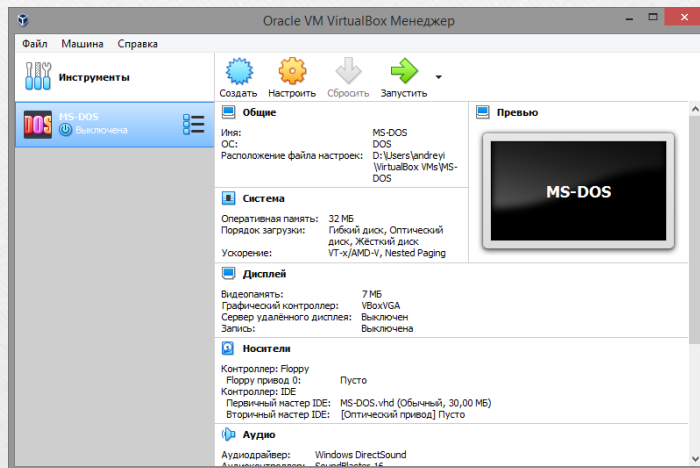 Oracle VM VirtualBox Менеджер
Файл Машина Справка
Инструменты
Создать Настроить Сбросить Запустить
DOS MS-DOS
Выключена
Общие
Имя: MS-DOS
ОС: DOS
Расположение файла настроек: D:\Users\andreyi
\VirtualBox VMs\MS-
DOS
Превью
MS-DOS
Система
Оперативная память: 32 МБ
Порядок загрузки: Гибкий диск, Оптический
диск, Жёсткий диск
Ускорение: VT-x/AMD-V, Nested Paging
Дисплей
Видеопамять: 7 МБ
Графический контроллер: VBoxVGA
Сервер удалённого дисплея: Выключен
Запись: Выключена
Носители
Контроллер: Floppy
Floppy привод 0: Пусто
Контроллер: IDE
Первичный мастер IDE: MS-DOS.vhd (Обычный, 30,00 МБ)
Вторичный мастер IDE: [Оптический привод] Пусто
Аудио
Аудиодрайвер: Windows DirectSound
Аудиоконтроллер: SoundBlaster 16